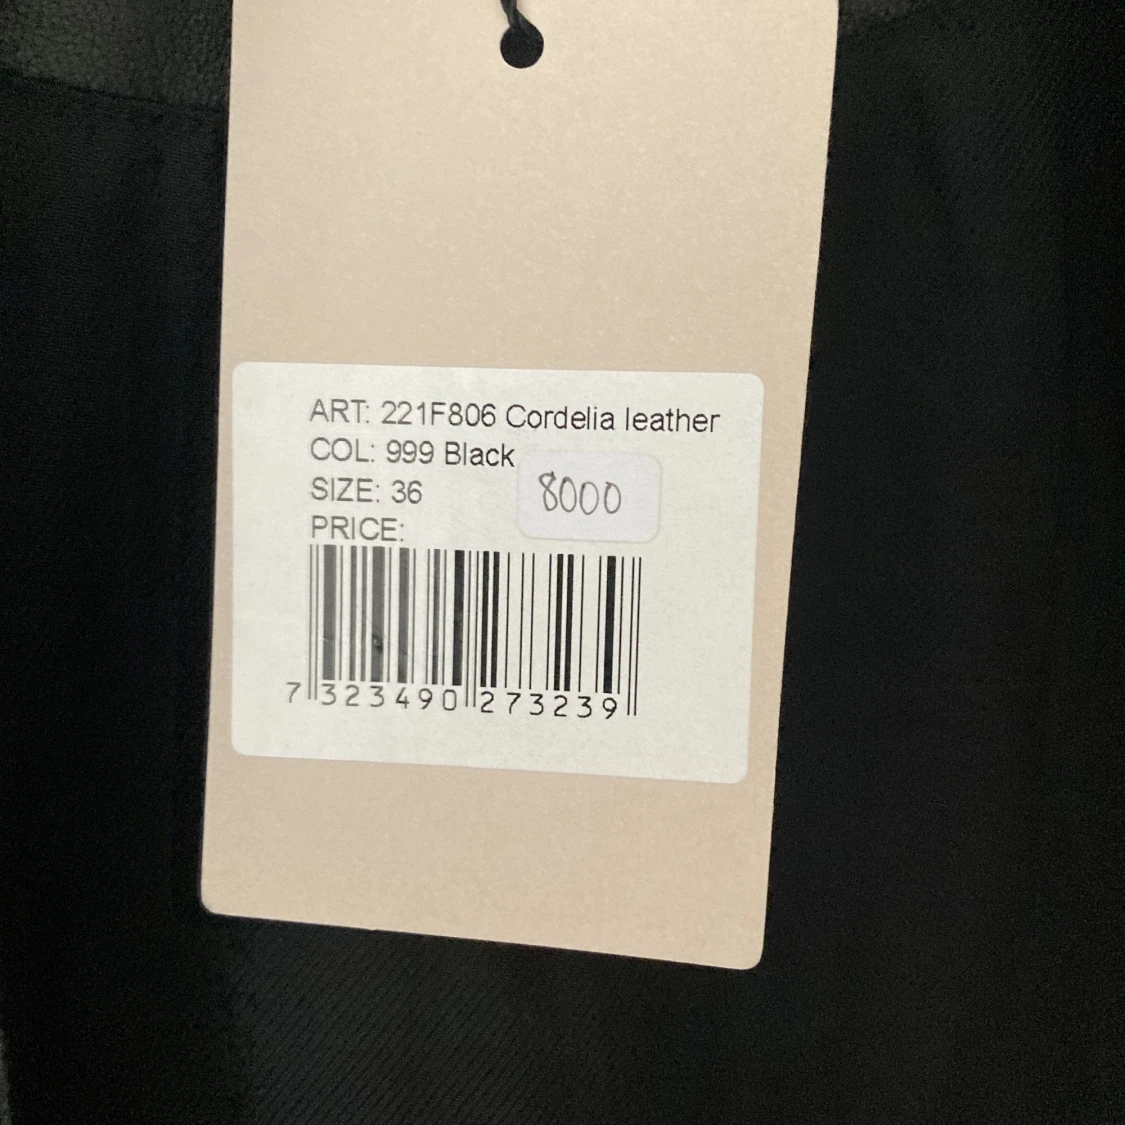 ART: 221F806 Cordelia leather
COL: 999 Black
SIZE: 36
8000
PRICE:
7 323490 273239